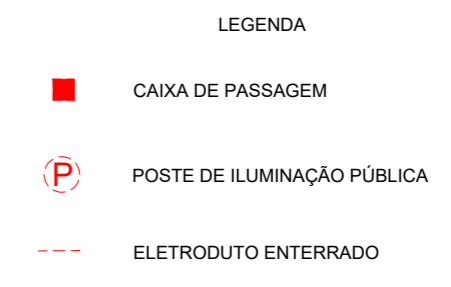 LEGENDA
CAIXA DE PASSAGEM
P POSTE DE ILUMINAÇÃO PÚBLICA
ELETRODUTO ENTERRADO